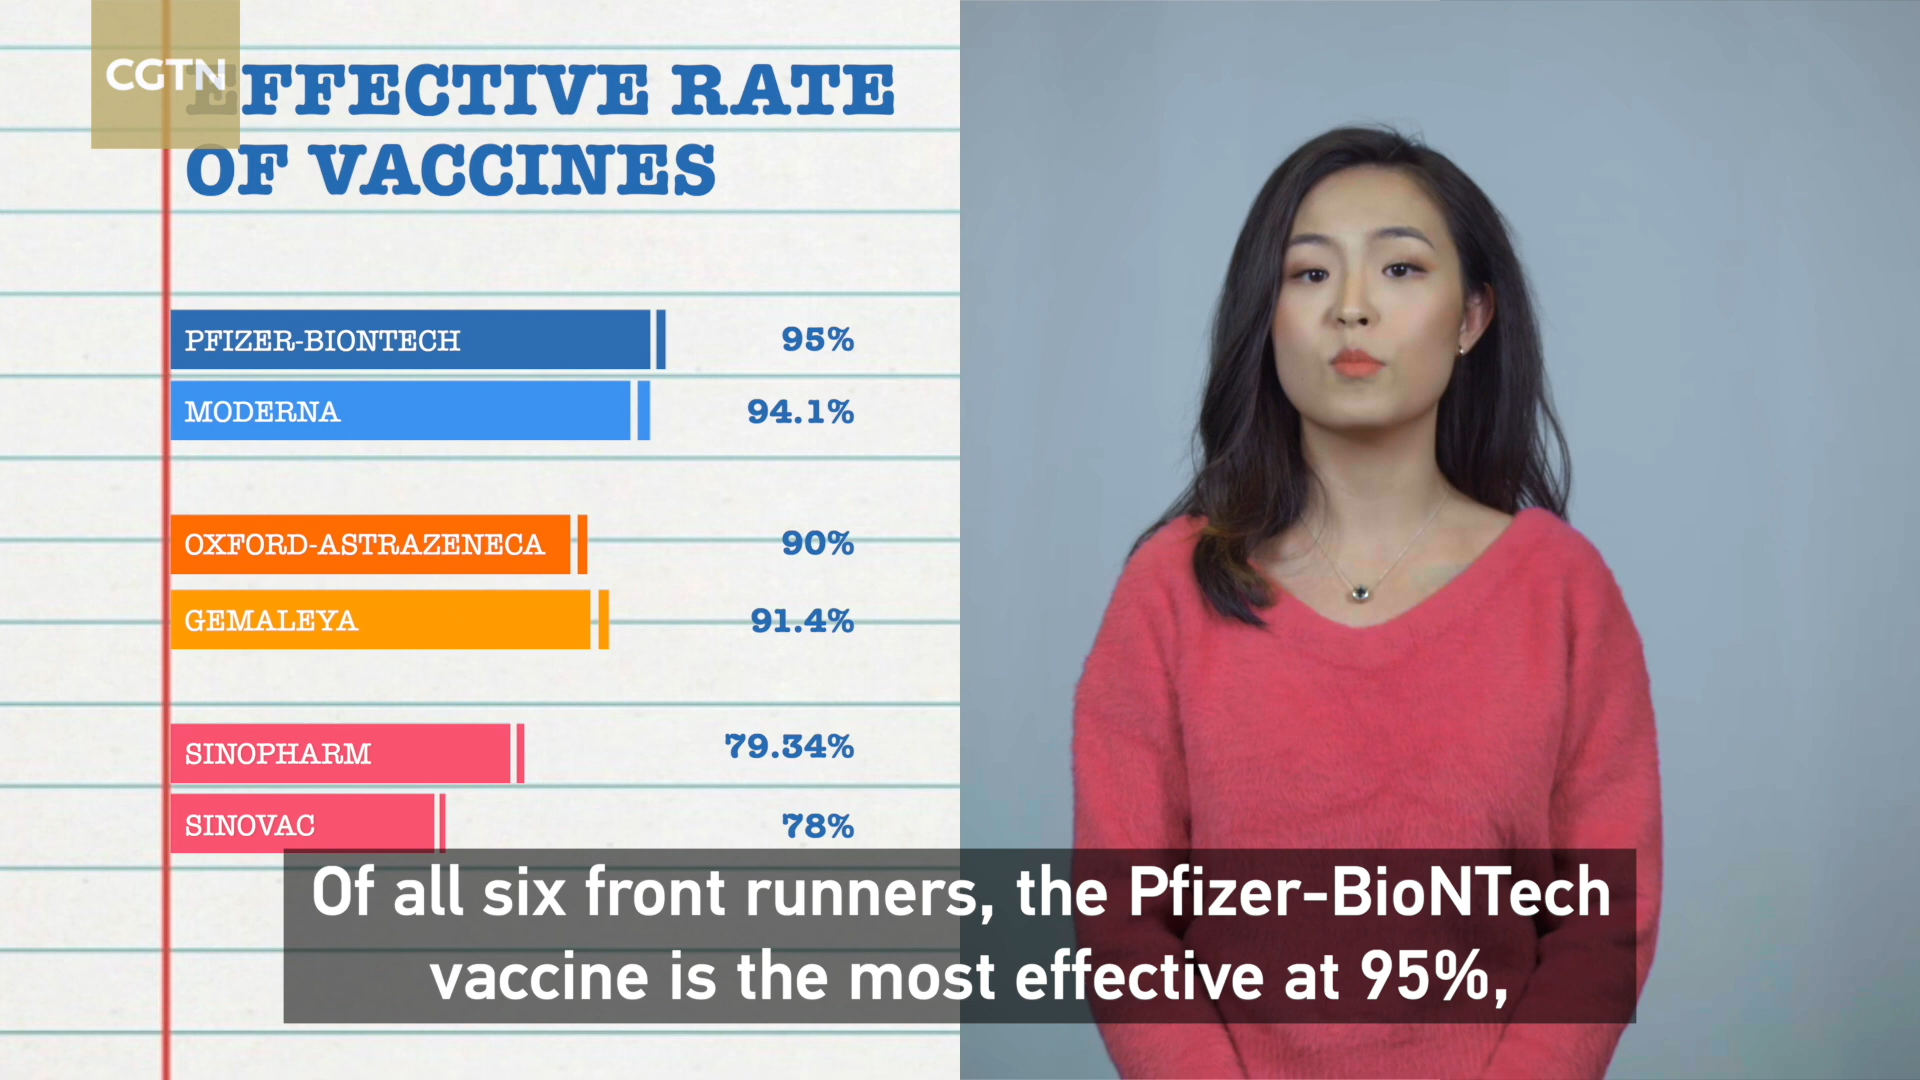 CGTN
EFFECTIVE RATE
OF VACCINES
PFIZER-BIONTECH 95%
MODERNA 94.1%
OXFORD-ASTRAZENECA 90%
GEMALEYA 91.4%
SINOPHARM 79.34%
SINOVAC 78%
Of all six front runners, the Pfizer-BioNTech
vaccine is the most effective at 95%,